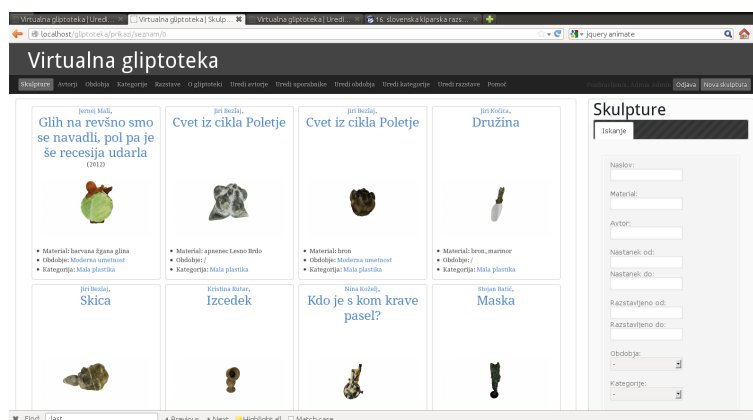 Virtualna gliptoteka | Uredi...
Virtualna gliptoteka | Skulp...
Virtualna gliptoteka | Uredi...
16. slovenska kiparska razs...
localhost/gliptoteka/prikazi/seznam/0
jquery animate
Virtualna gliptoteka
Skulpture Avtorji Obdobja Kategorije Razstave O gliptoteki Uredi avtorje Uredi uporabnike Uredi obdobja Uredi kategorije Uredi razstave Pomoč
Odjava Nova skulptura
Jernej Mali,
Glih na revšno smo
se navadli, pol pa je
še recesija udarla
(2012)
Material: barvana žgana glina
Obdobje: Moderna umetnost
Kategorija: Mala plastika
Jiri Bezlaj,
Cvet iz cikla Poletje
Material: apnenec Lesno Brdo
Obdobje: /
Kategorija: Mala plastika
Jiri Bezlaj,
Cvet iz cikla Poletje
Material: bron
Obdobje: Moderna umetnost
Kategorija: Mala plastika
Jiri Kočica,
Družina
Material: bron, marmor
Obdobje: /
Kategorija: Mala plastika
Jiri Bezlaj,
Skica
Kristina Rutar,
Izcedek
Nina Koželj,
Kdo je s kom krave
pasel?
Stojan Batič,
Maska
Skulpture
Iskanje
Naslov:
Material:
Avtor:
Nastanek od:
Nastanek do:
Razstavljeno od:
Razstavljeno do:
Obdobja:
-
Kategorije:
-
Find: :last Previous Next Highlight all Match case